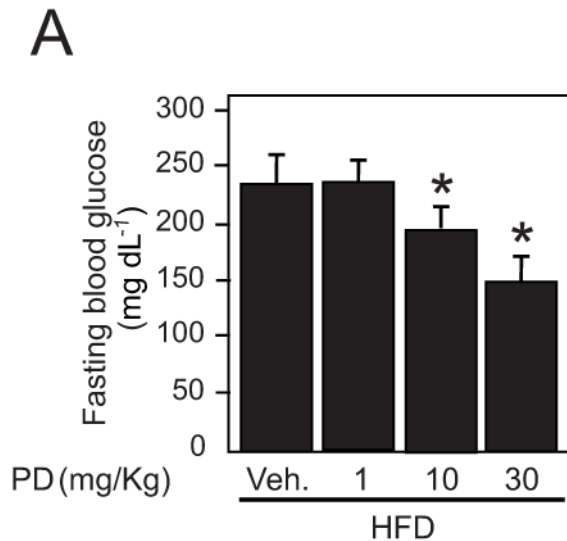 A
Fasting blood glucose
(mg dL-1)
300
250
200
150
100
50
0
*
*
PD (mg/Kg) Veh. 1 10 30
HFD